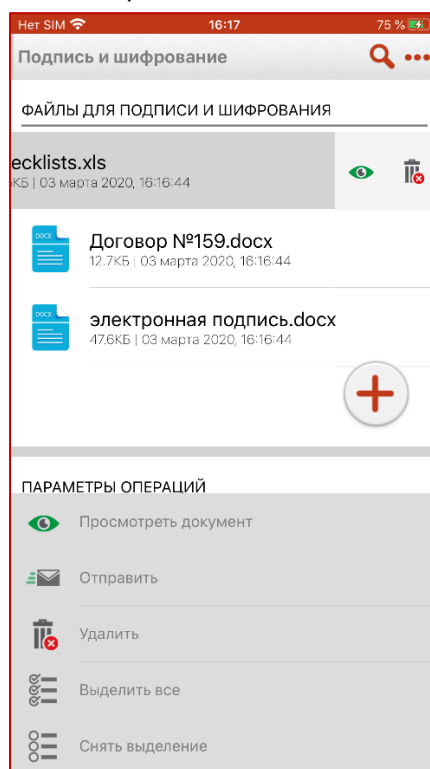 Нет SIM 16:17 75 %
Подпись и шифрование
ФАЙЛЫ ДЛЯ ПОДПИСИ И ШИФРОВАНИЯ
ecklists.xls
КБ | 03 марта 2020, 16:16:44
DOCX
Договор №159.docx
12.7КБ | 03 марта 2020, 16:16:44
DOCX
электронная подпись.docx
47.6КБ | 03 марта 2020, 16:16:44
ПАРАМЕТРЫ ОПЕРАЦИЙ
Просмотреть документ
Отправить
Удалить
Выделить все
Снять выделение